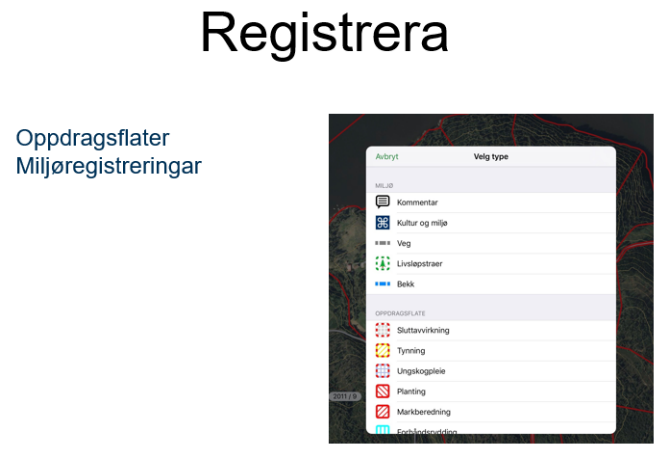 Registrera
Oppdragsflater
Miljøregistreringar
Avbryt
Velg type
MILJØ
Kommentar
Kultur og miljø
Veg
Livsløpstraer
Bekk
OPPDRAGSFLATE
Sluttavvirkning
Tynning
Ungskogpleie
Planting
Markberedning
Forhåndsrydding
2011 / 9